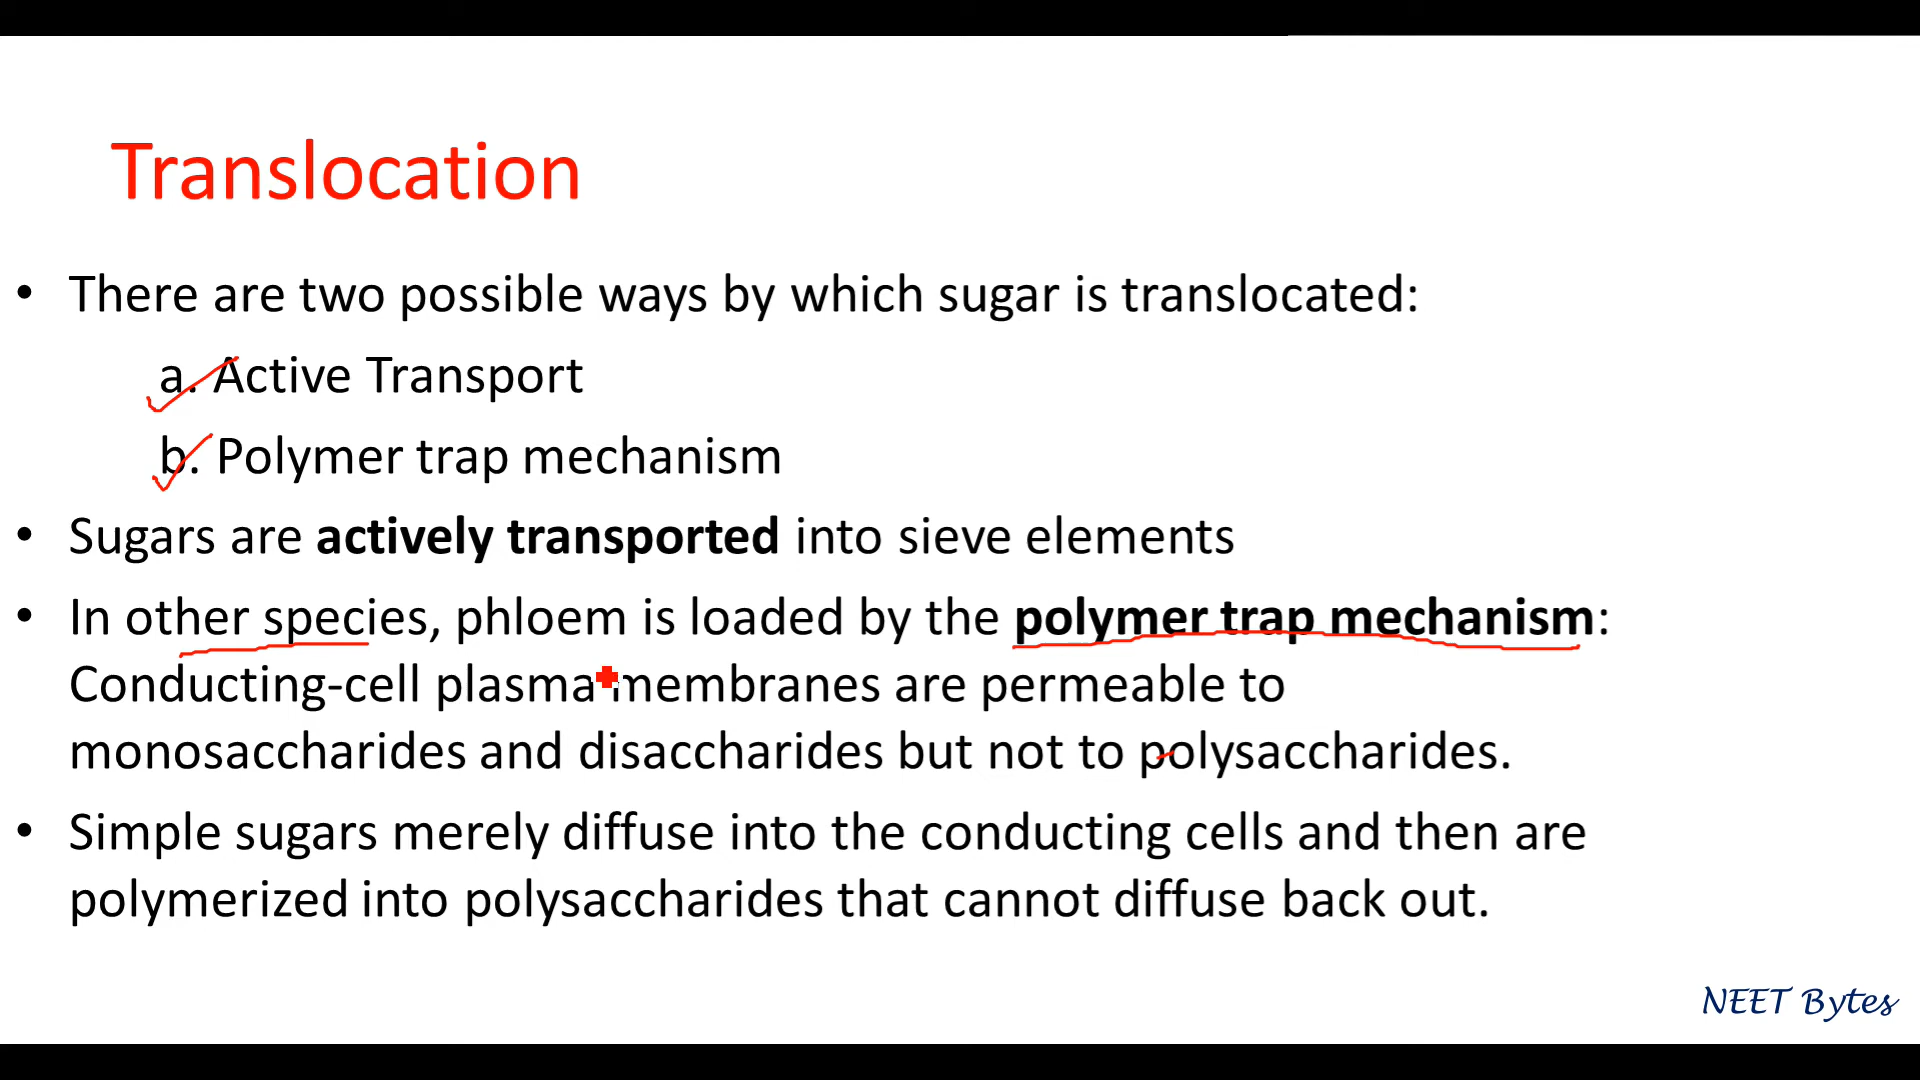 Translocation
• There are two possible ways by which sugar is translocated:
a. Active Transport
b. Polymer trap mechanism
• Sugars are actively transported into sieve elements
• In other species, phloem is loaded by the polymer trap mechanism:
Conducting-cell plasma membranes are permeable to
monosaccharides and disaccharides but not to polysaccharides.
• Simple sugars merely diffuse into the conducting cells and then are
polymerized into polysaccharides that cannot diffuse back out.
NEET Bytes